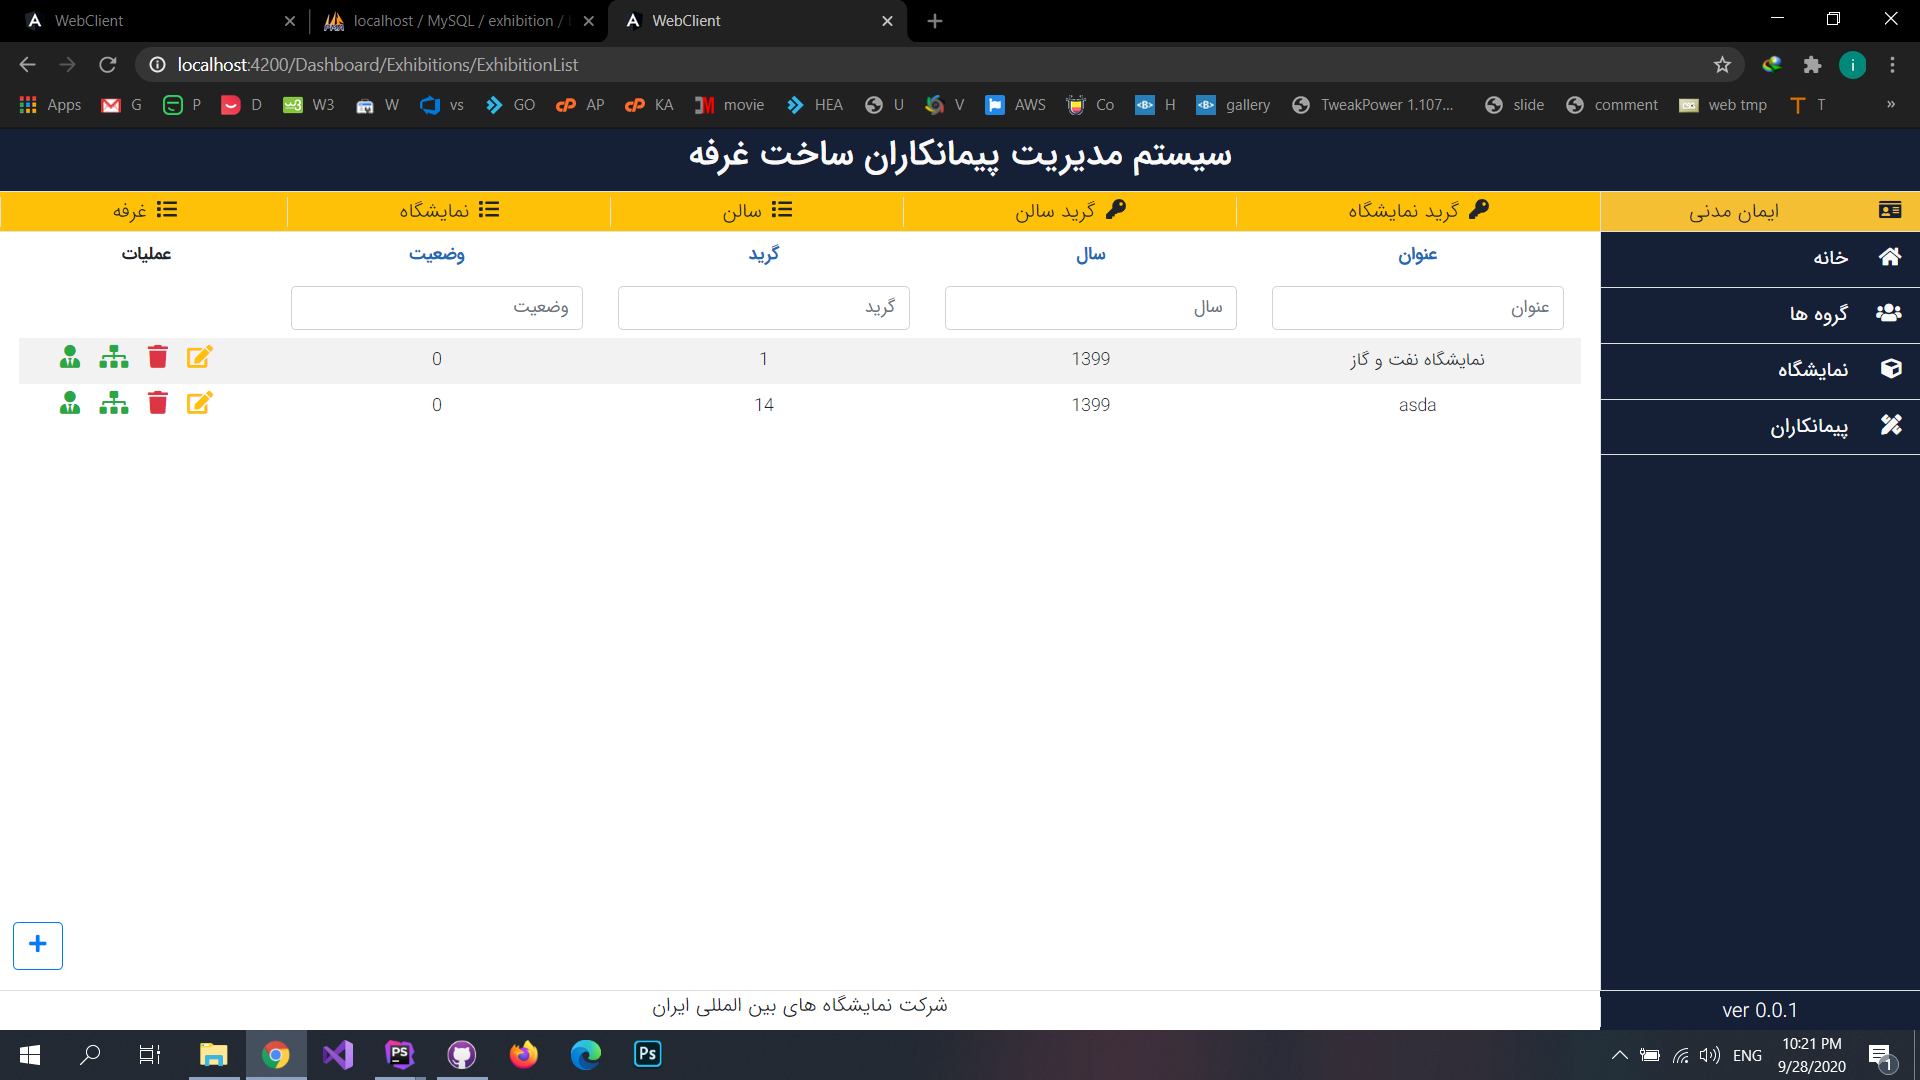 WebClient
localhost / MySQL / exhibition /
WebClient
localhost:4200/Dashboard/Exhibitions/ExhibitionList
i
Apps G P D W3 W vs GO AP KA movie HEA U V AWS Co H gallery TweakPower 1.107... slide comment web tmp T »
سیستم مدیریت پیمانکاران ساخت غرفه
ایمان مدنی
گرید نمایشگاه گرید سالن سالن نمایشگاه غرفه
خانه
گروه ها
نمایشگاه
پیمانکاران
عنوان سال گرید وضعیت عملیات
عنوان سال گرید وضعیت
نمایشگاه نفت و گاز 1399 1 0
asda 1399 14 0
+
شرکت نمایشگاه های بین المللی ایران
ver 0.0.1
PS
Ps
ENG
10:21 PM
9/28/2020
1